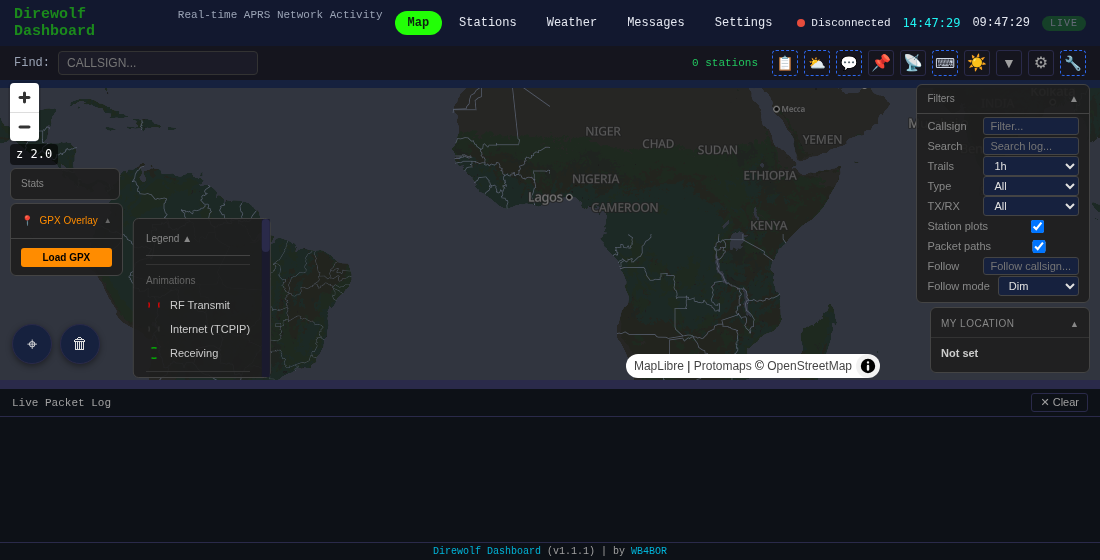 Direwolf
Dashboard
Real-time APRS Network Activity
Map
Stations
Weather
Messages
Settings
Disconnected
14:47:29
09:47:29
LIVE
Find:
CALLSIGN...
0 stations
z 2.0
Stats
GPX Overlay ▲
Load GPX
Legend ▲
Animations
RF Transmit
Internet (TCPIP)
Receiving
NIGER
CHAD
SUDAN
YEMEN
Mecca
NIGERIA
ETHIOPIA
Lagos
CAMEROON
KENYA
Filters ▲
Callsign Filter...
Search Search log...
Trails 1h
Type All
TX/RX All
Station plots
Packet paths
Follow Follow callsign...
Follow mode Dim
MY LOCATION ▲
Not set
MapLibre | Protomaps © OpenStreetMap
Live Packet Log
✕ Clear
Direwolf Dashboard (v1.1.1) | by WB4BOR